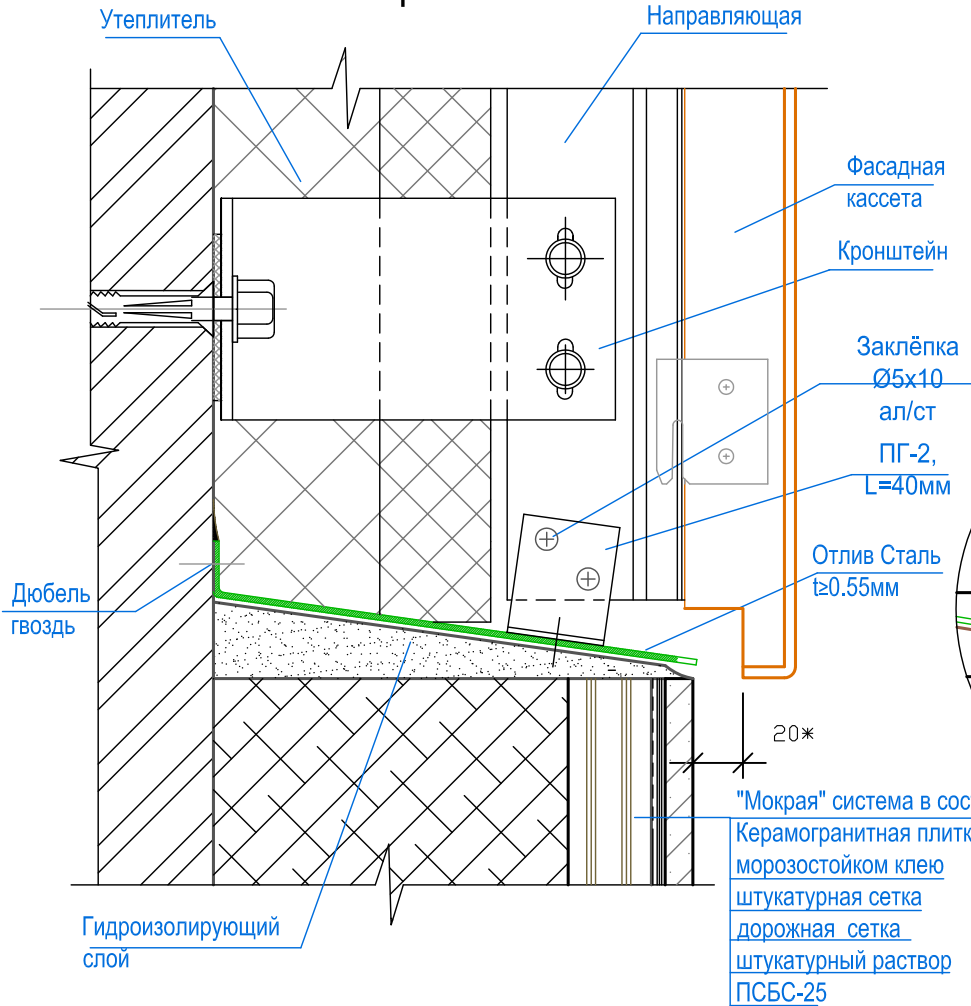 Утеплитель
Направляющая
Фасадная
кассета
Кронштейн
Заклёпка
Ø5х10
ал/ст
ПГ-2,
L=40мм
Отлив Сталь
t≥0.55мм
Дюбель
гвоздь
20*
"Мокрая" система в сос
Керамогранитная плитк
морозостойком клею
штукатурная сетка
дорожная сетка
штукатурный раствор
ПСБС-25
Гидроизолирующий
слой